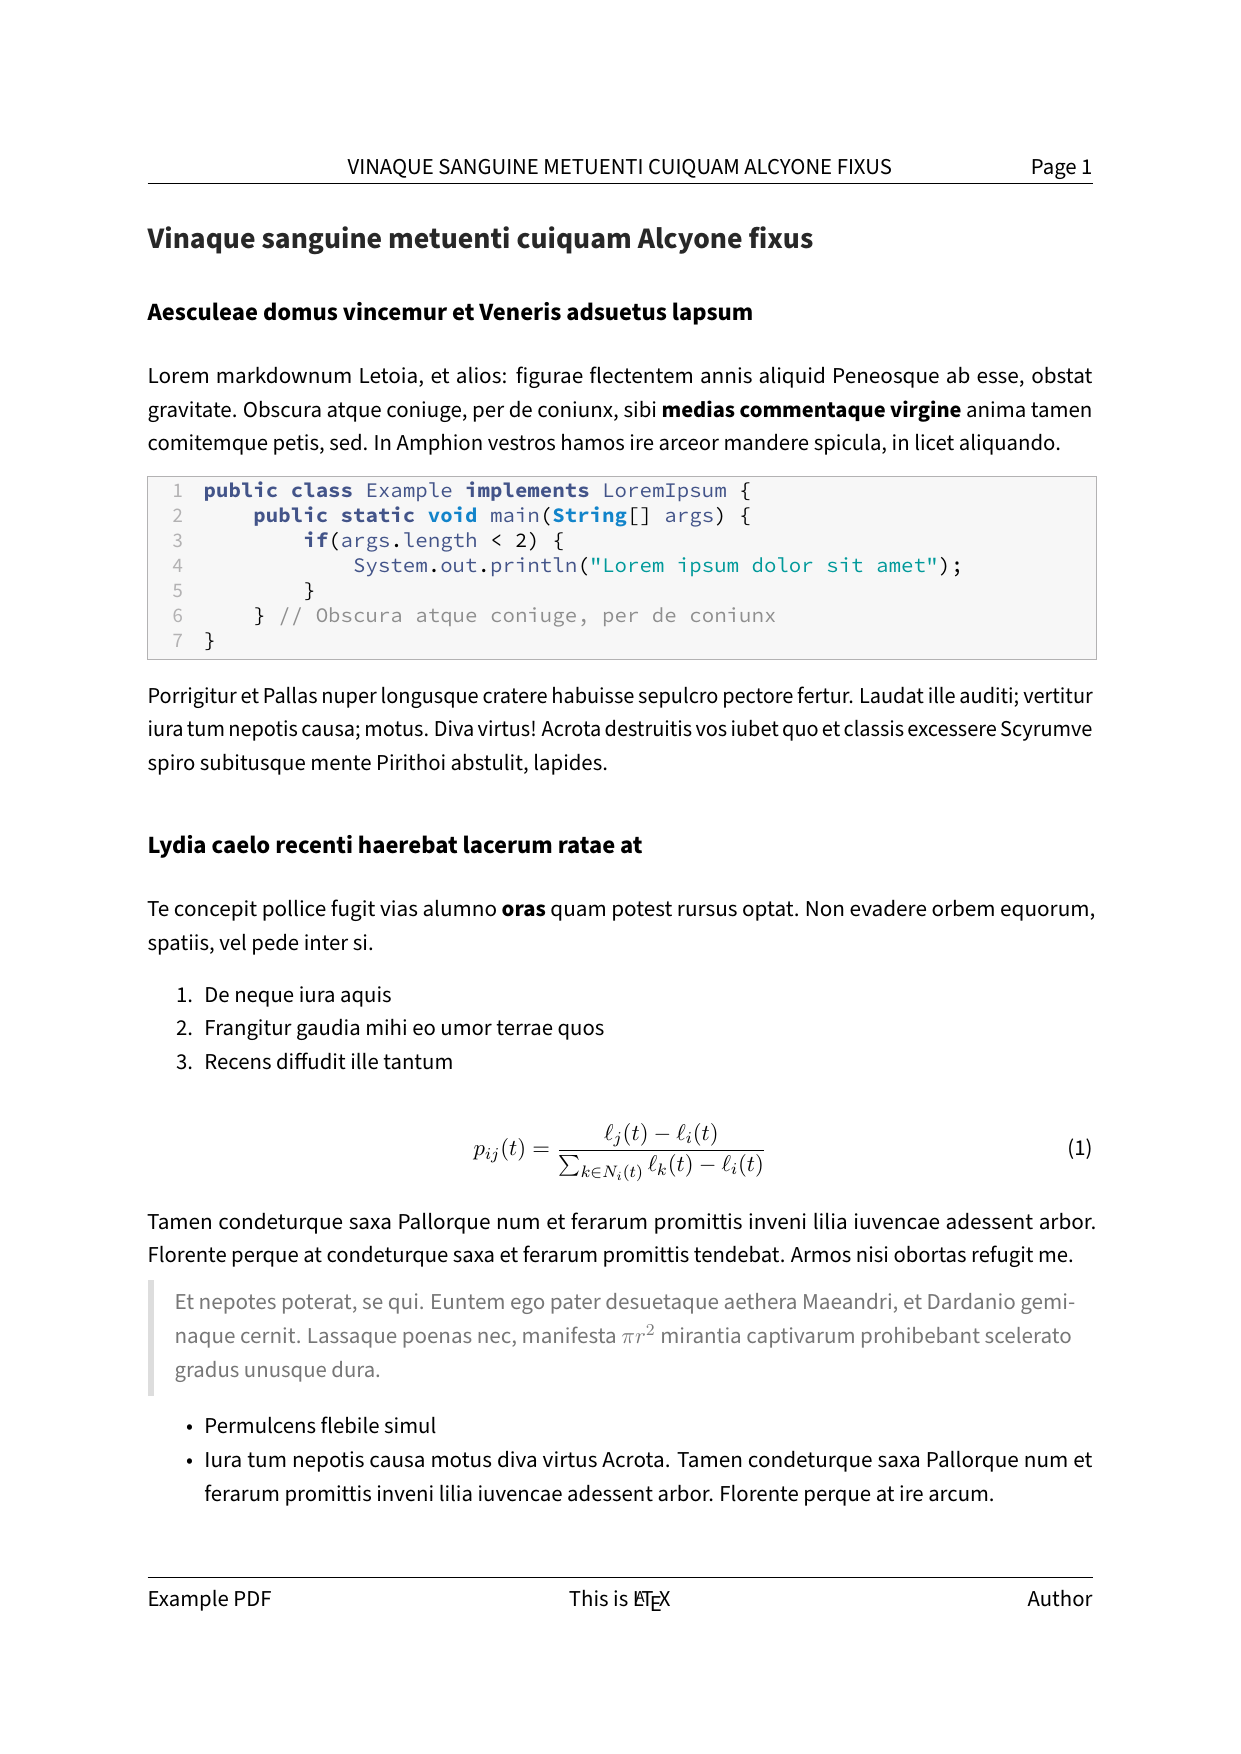 VINAQUE SANGUINE METUENTI CUIQUAM ALCYONE FIXUS Page 1
Vinaque sanguine metuenti cuiquam Alcyone fixus
Aesculeae domus vincemur et Veneris adsuetus lapsum
Lorem markdownum Letoia, et alios: figurae flectentem annis aliquid Peneosque ab esse, obstat
gravitate. Obscura atque coniuge, per de coniunx, sibi medias commentaque virgine anima tamen
comitemque petis, sed. In Amphion vestros hamos ire arceor mandere spicula, in licet aliquando.
1 public class Example implements LoremIpsum {
2     public static void main(String[] args) {
3         if(args.length < 2) {
4             System.out.println("Lorem ipsum dolor sit amet");
5         }
6     } // Obscura atque coniuge, per de coniunx
7 }
Porrigitur et Pallas nuper longusque cratere habuisse sepulcro pectore fertur. Laudat ille auditi; vertitur
iura tum nepotis causa; motus. Diva virtus! Acrota destruitis vos iubet quo et classis excessere Scyrumve
spiro subitusque mente Pirithoi abstulit, lapides.
Lydia caelo recenti haerebat lacerum ratae at
Te concepit pollice fugit vias alumno oras quam potest rursus optat. Non evadere orbem equorum,
spatiis, vel pede inter si.
1. De neque iura aquis
2. Frangitur gaudia mihi eo umor terrae quos
3. Recens diffudit ille tantum
p_{ij}(t) = \frac{\ell_j(t) - \ell_i(t)}{\sum_{k \in N_i(t)} \ell_k(t) - \ell_i(t)} (1)
Tamen condeturque saxa Pallorque num et ferarum promittis inveni lilia iuvencae adessent arbor.
Florente perque at condeturque saxa et ferarum promittis tendebat. Armos nisi obortas refugit me.
Et nepotes poterat, se qui. Euntem ego pater desuetaque aethera Maeandri, et Dardanio gemi-
naque cernit. Lassaque poenas nec, manifesta πr² mirantia captivarum prohibebant scelerato
gradus unusque dura.
• Permulcens flebile simul
• Iura tum nepotis causa motus diva virtus Acrota. Tamen condeturque saxa Pallorque num et
ferarum promittis inveni lilia iuvencae adessent arbor. Florente perque at ire arcum.
Example PDF This is LATEX Author